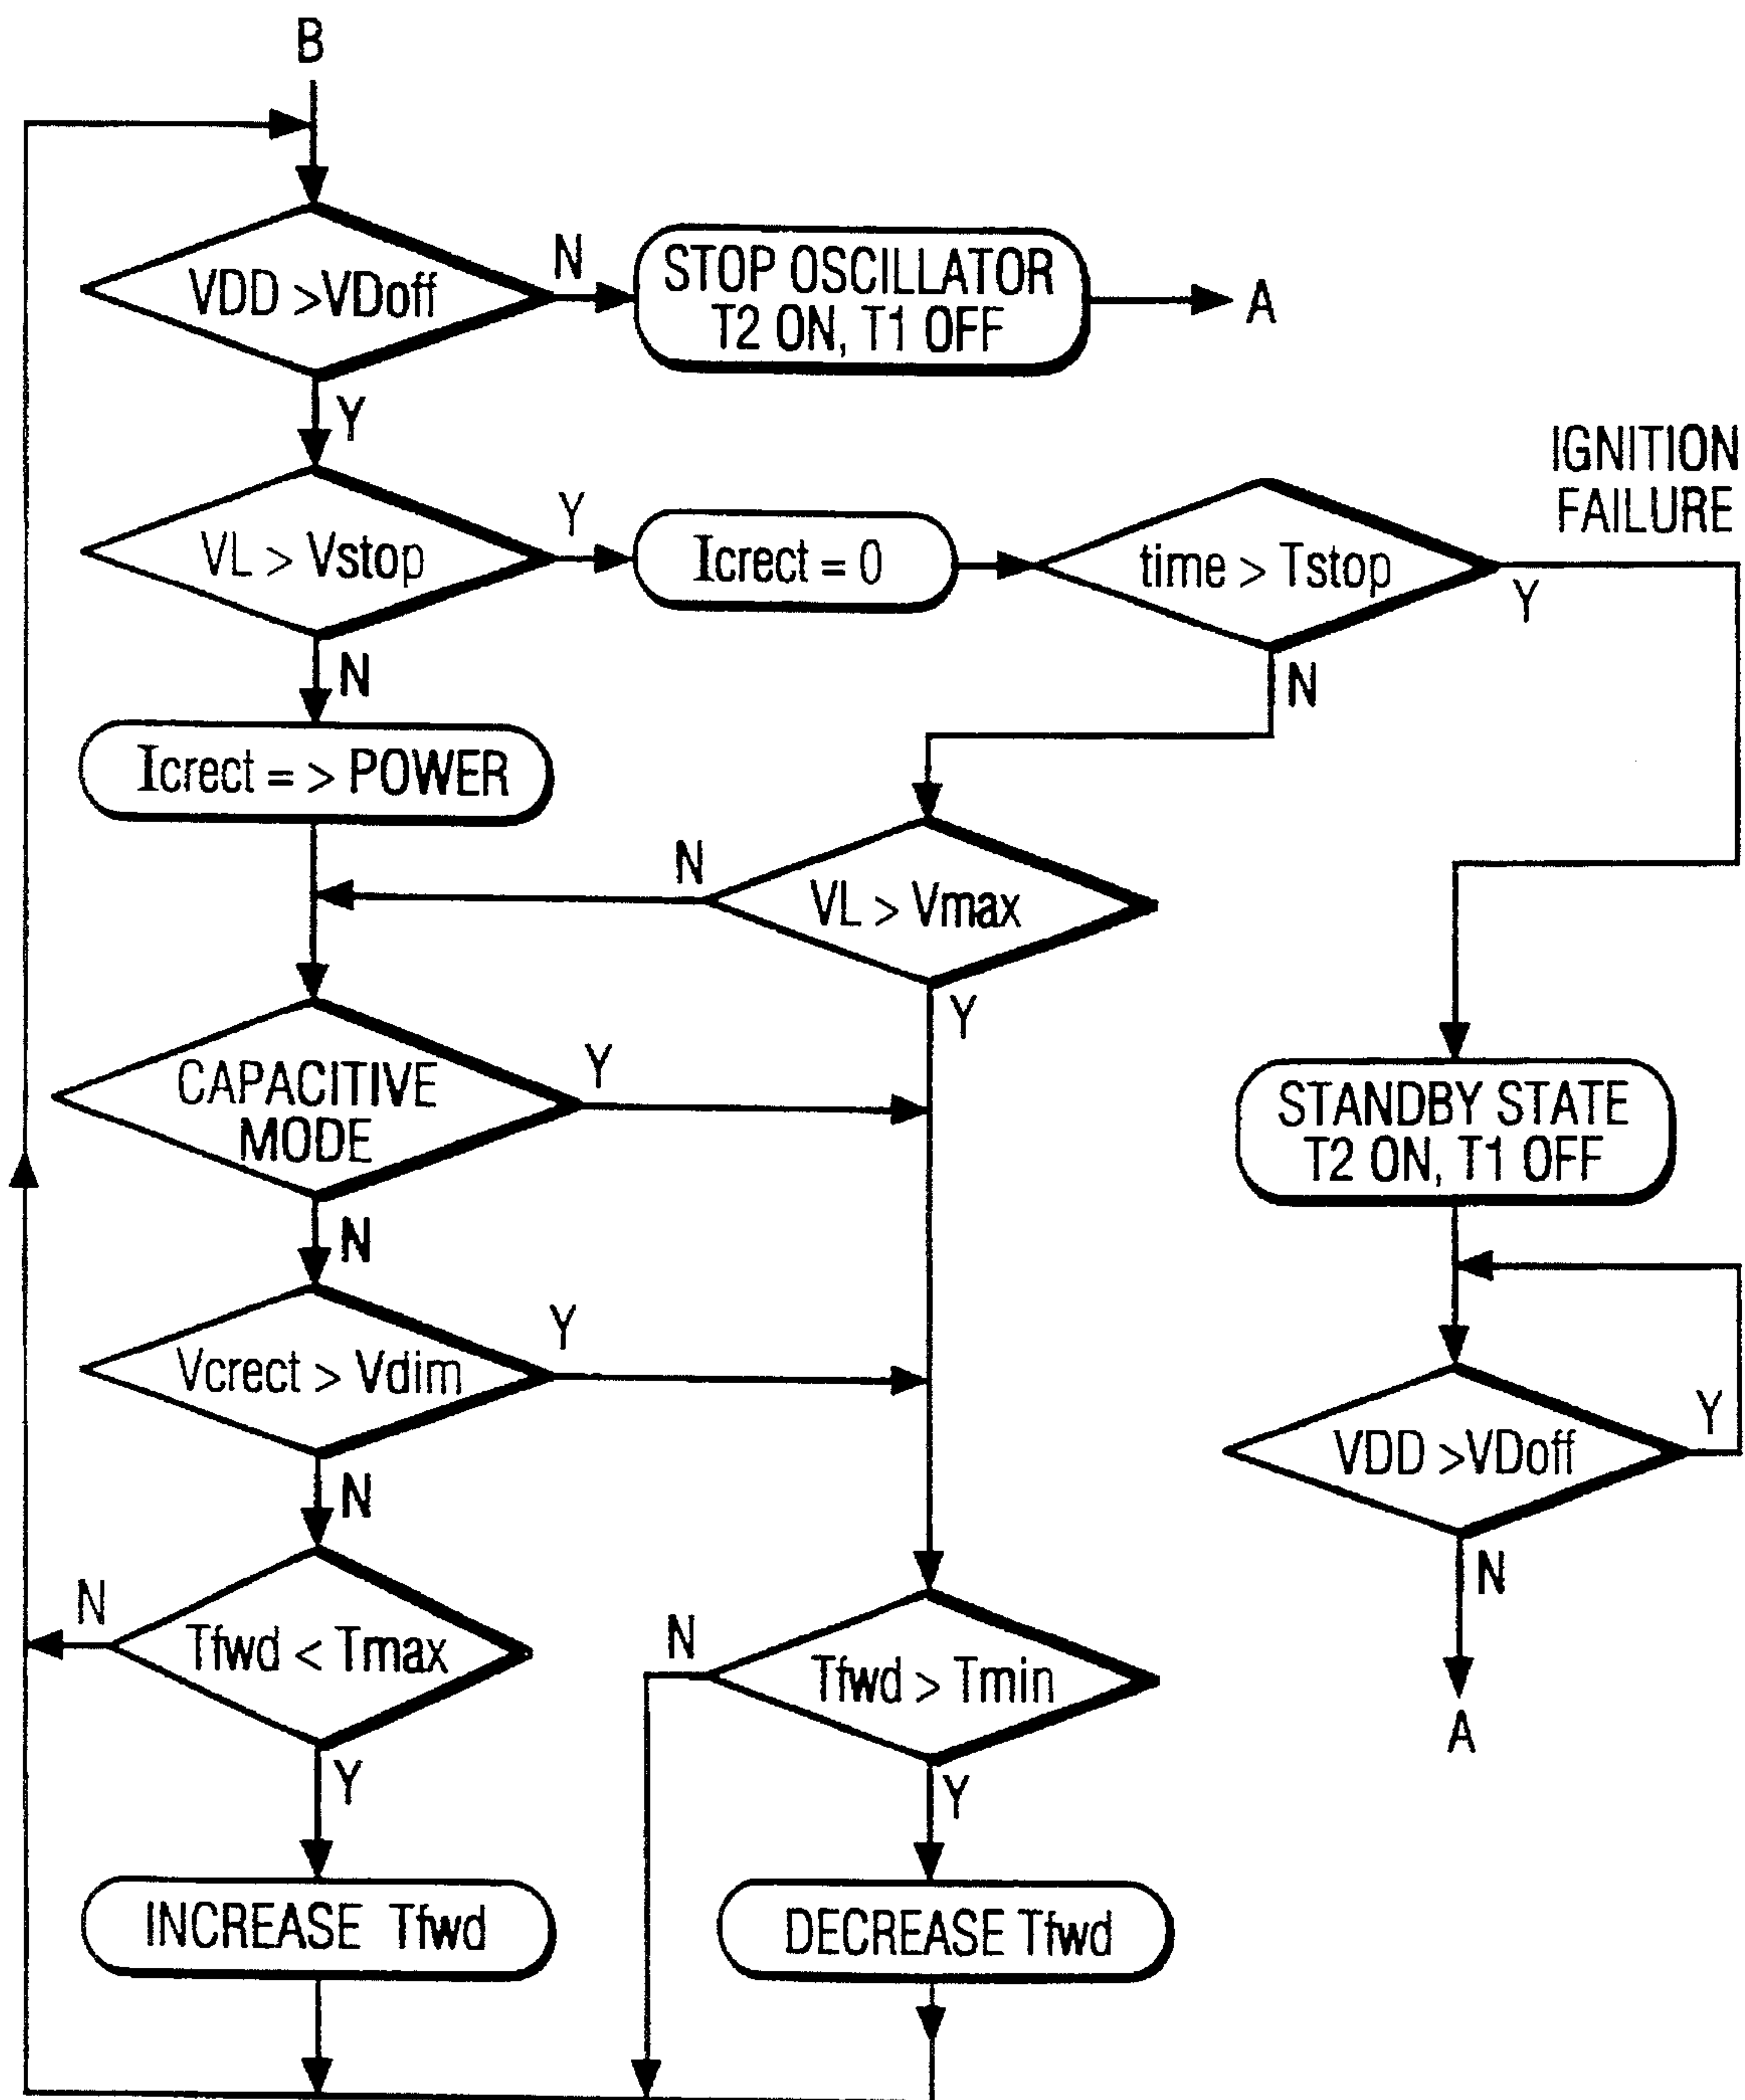 B
VDD >VDoff
N
STOP OSCILLATOR
T2 ON, T1 OFF
A
Y
IGNITION
FAILURE
VL > Vstop
Y
Icrect = 0
time > Tstop
Y
N
N
Icrect = > POWER
N
VL > Vmax
Y
CAPACITIVE
MODE
Y
STANDBY STATE
T2 ON, T1 OFF
N
Vcrect > Vdim
Y
VDD >VDoff
Y
N
N
N
Tfwd < Tmax
N
Tfwd > Tmin
A
Y
Y
INCREASE Tfwd
DECREASE Tfwd